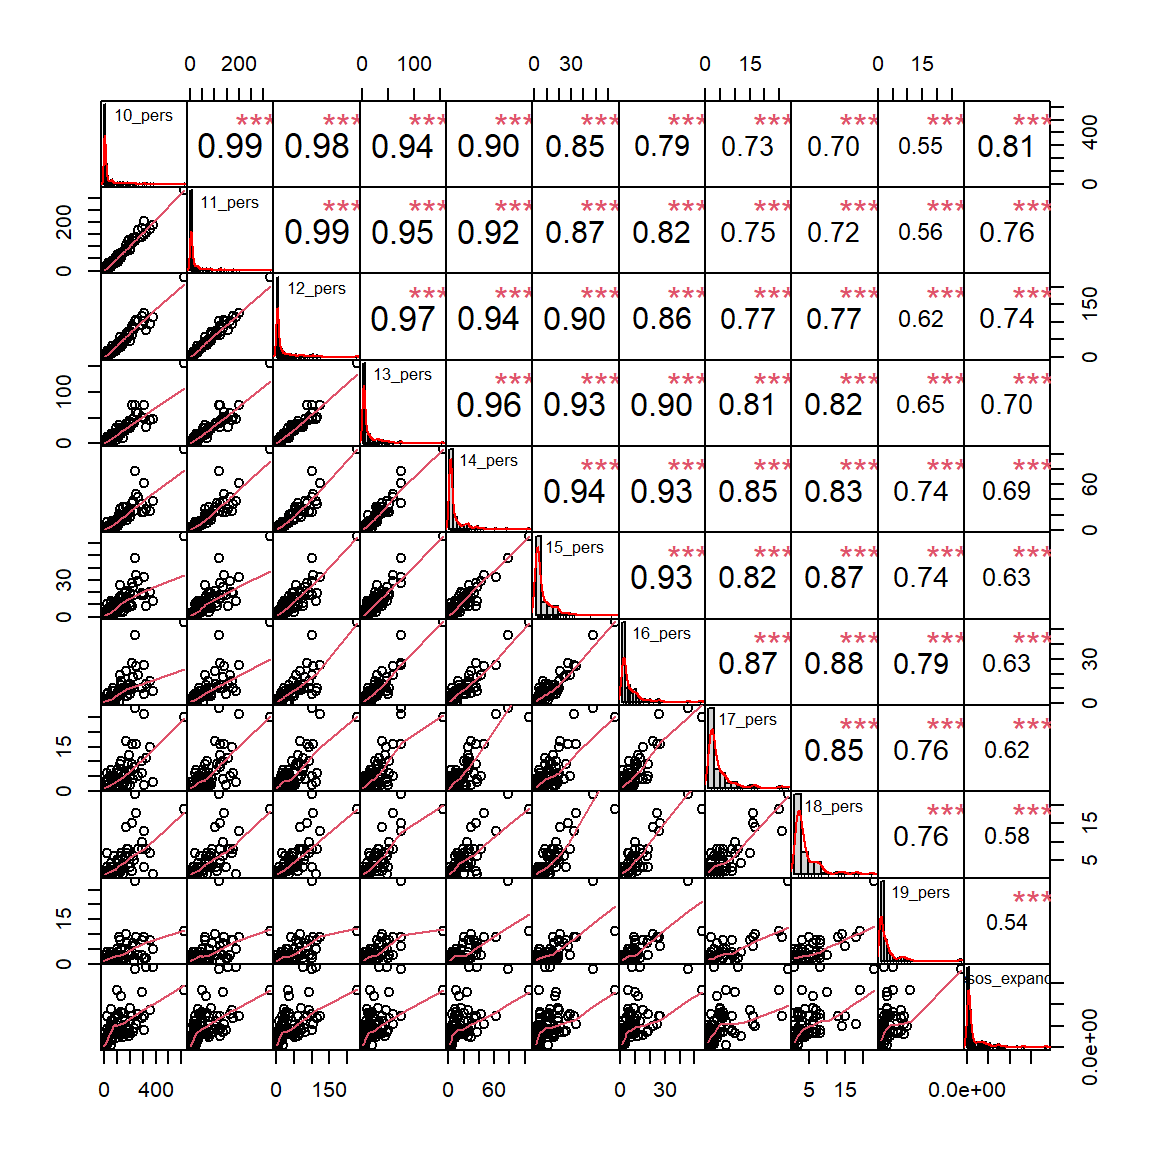 0 200 0 100 0 30 0 15 0 15
10_pers *** *** *** *** *** *** *** *** *** ***
0.99 0.98 0.94 0.90 0.85 0.79 0.73 0.70 0.55 0.81
0 400
11_pers *** *** *** *** *** *** *** *** ***
0 200
0.99 0.95 0.92 0.87 0.82 0.75 0.72 0.56 0.76
12_pers *** *** *** *** *** *** *** ***
0.97 0.94 0.90 0.86 0.77 0.77 0.62 0.74
0 150
13_pers *** *** *** *** *** *** ***
0 100
0.96 0.93 0.90 0.81 0.82 0.65 0.70
14_pers *** *** *** *** *** ***
0.94 0.93 0.85 0.83 0.74 0.69
0 60
15_pers *** *** *** *** ***
0 30
0.93 0.82 0.87 0.74 0.63
16_pers *** *** *** ***
0.87 0.88 0.79 0.63
0 30
17_pers *** *** ***
0 15
0.85 0.76 0.62
18_pers *** ***
0.76 0.58
5 15
19_pers ***
0 15
0.54
sos_expand
0.0e+00
0 400 0 150 0 60 0 30 5 15 0.0e+00